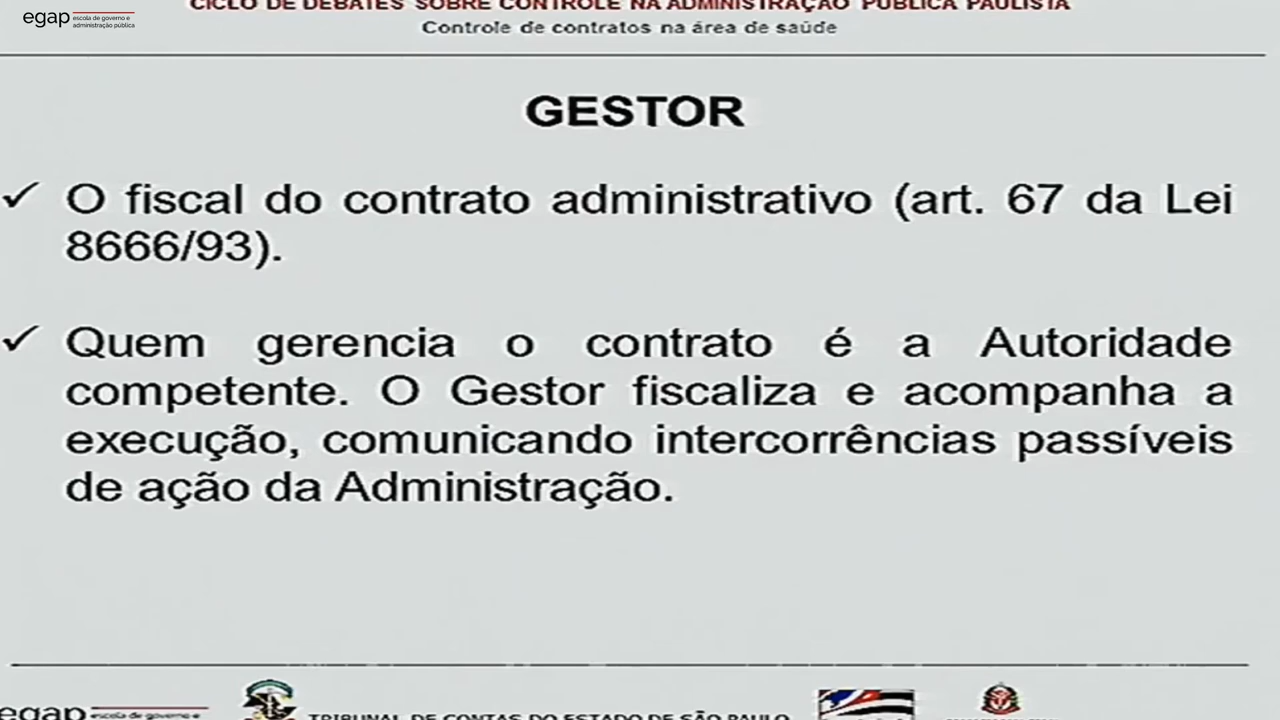 CICLO DE DEBATES SOBRE CONTROLE NA ADMINISTRAÇÃO PÚBLICA PAULISTA
egap escola de governo e
administração pública
Controle de contratos na área de saúde
GESTOR
✓ O fiscal do contrato administrativo (art. 67 da Lei
8666/93).
✓ Quem gerencia o contrato é a Autoridade
competente. O Gestor fiscaliza e acompanha a
execução, comunicando intercorrências passíveis
de ação da Administração.
egap escola de governo e
TRIBUNAL DE CONTAS DO ESTADO DE SÃO PAULO